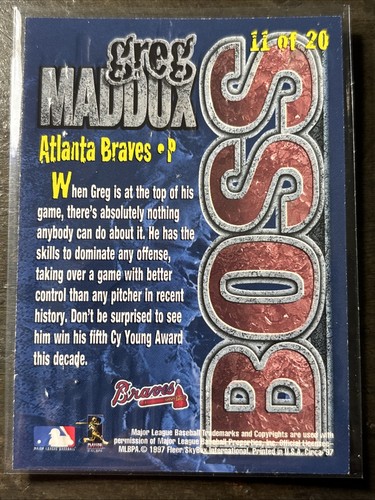 greg
11 of 20
MADDOX
Atlanta Braves • P
BOSS
When Greg is at the top of his
game, there's absolutely nothing
anybody can do about it. He has the
skills to dominate any offense,
taking over a game with better
control than any pitcher in recent
history. Don't be surprised to see
him win his fifth Cy Young Award
this decade.
Braves
Major League Baseball Trademarks and Copyrights are used with
permission of Major League Baseball Properties, Inc. Official Licensee-
MLBPA © 1997 Fleer/SkyBox International. Printed in U.S.A. Circa '97